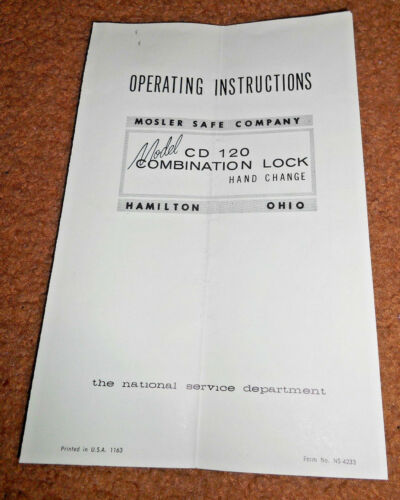 OPERATING INSTRUCTIONS
MOSLER SAFE COMPANY
Model CD 120
COMBINATION LOCK
HAND CHANGE
HAMILTON OHIO
the national service department
Printed in U.S.A. 1163 Form No. NS-4233